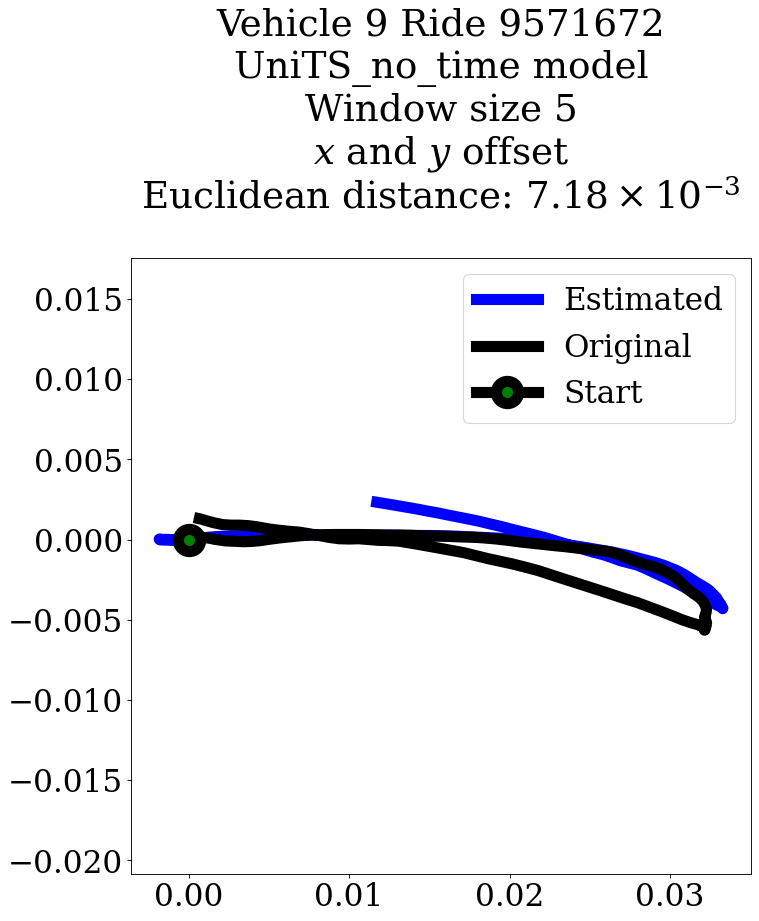 Vehicle 9 Ride 9571672
UniTS_no_time model
Window size 5
x and y offset
Euclidean distance: 7.18 × 10⁻³
Estimated
Original
Start
0.015
0.010
0.005
0.000
−0.005
−0.010
−0.015
−0.020
0.00 0.01 0.02 0.03